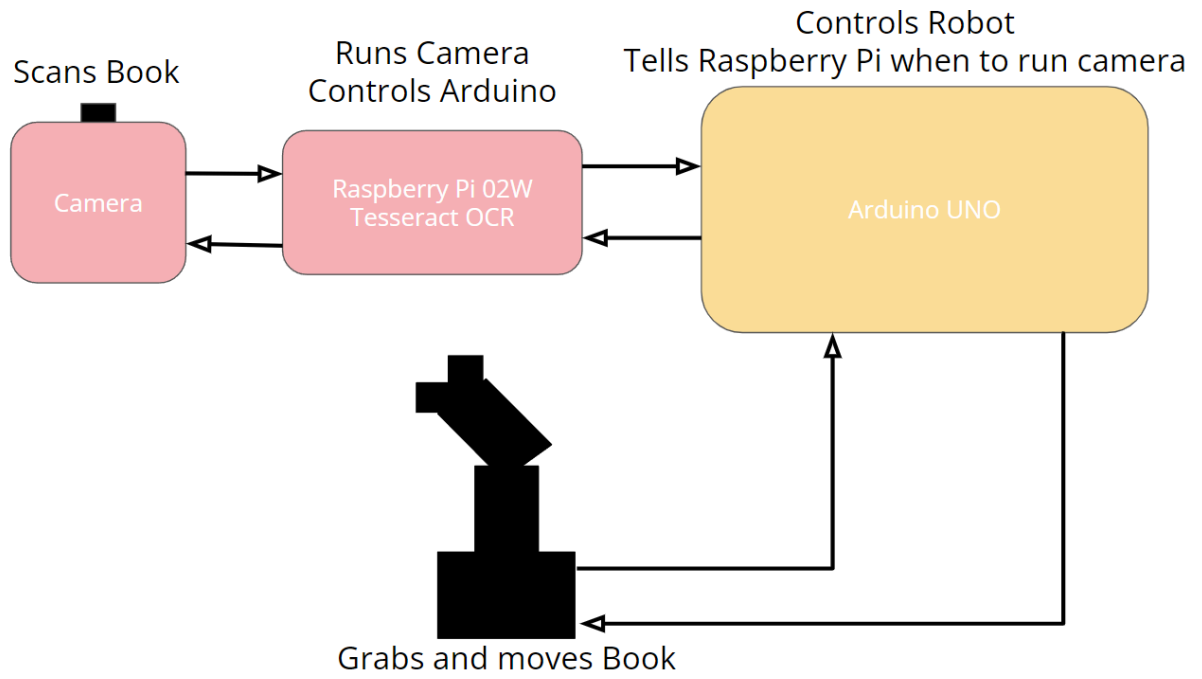 Scans Book
Camera
Runs Camera
Controls Arduino
Raspberry Pi 02W
Tesseract OCR
Controls Robot
Tells Raspberry Pi when to run camera
Arduino UNO
Grabs and moves Book